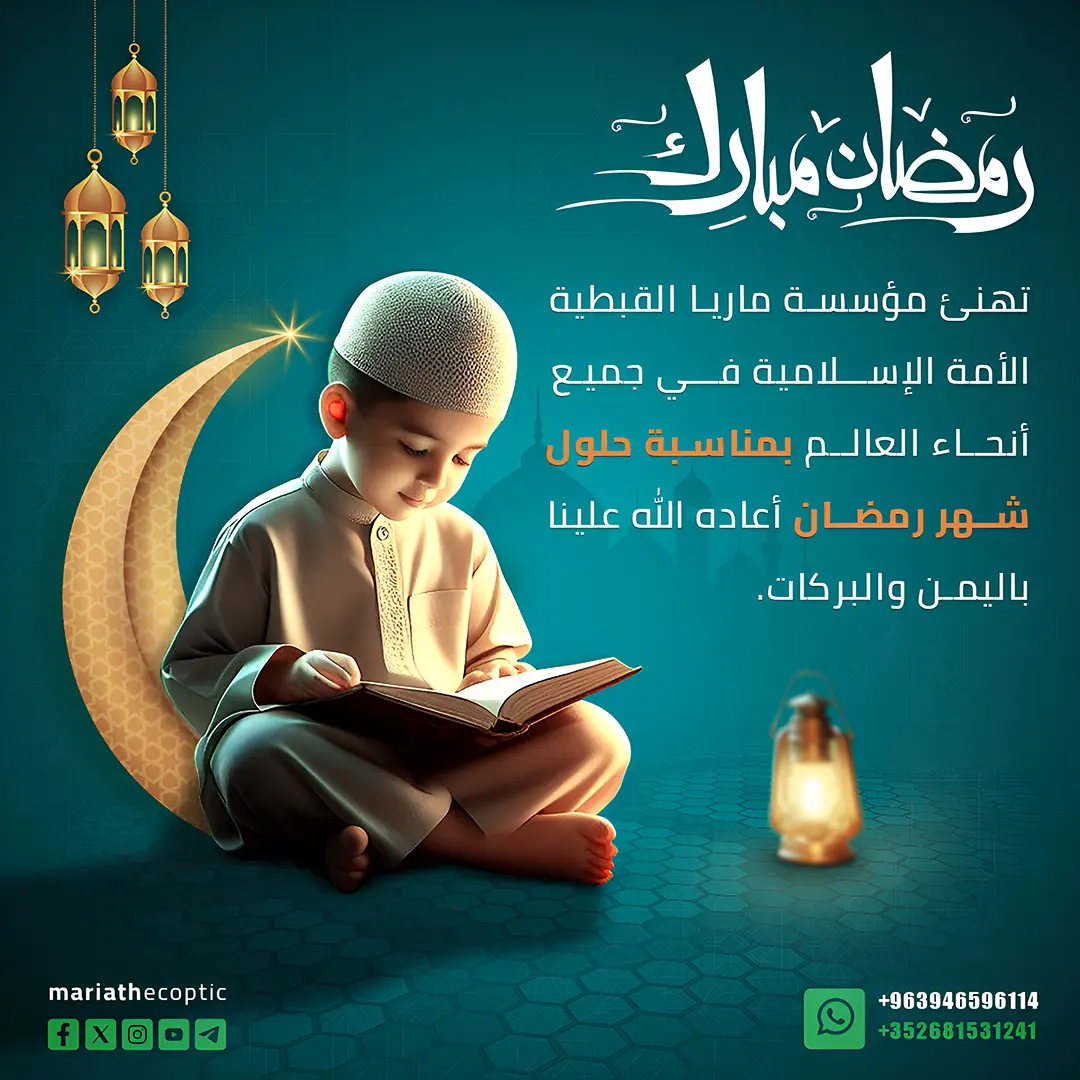 رمضان مبارك
تهنئ مؤسسة ماريا القبطية
الأمة الإسلامية في جميع
أنحاء العالم بمناسبة حلول
شهر رمضان أعاده الله علينا
باليمن والبركات.
mariathecoptic
+963946596114
+352681531241